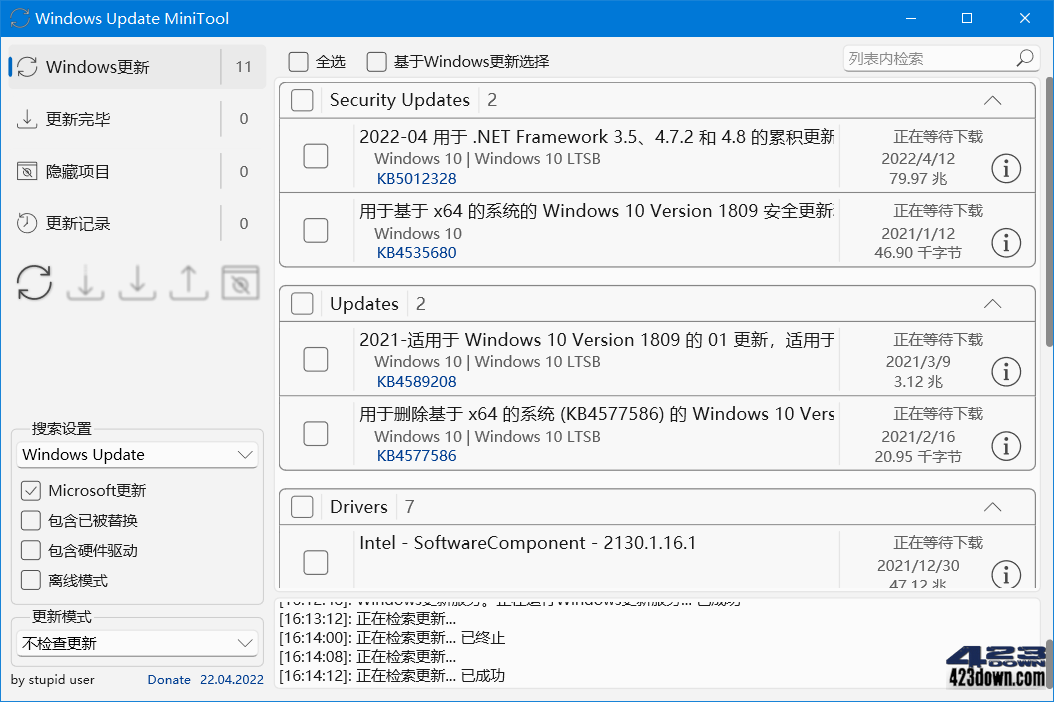 Windows Update MiniTool
Windows更新 11
更新完毕 0
隐藏项目 0
更新记录 0
搜索设置
Windows Update
Microsoft更新
包含已被替换
包含硬件驱动
离线模式
更新模式
不检查更新
by stupid user Donate 22.04.2022
全选 基于Windows更新选择 列表内检索
Security Updates 2
2022-04 用于 .NET Framework 3.5、4.7.2 和 4.8 的累积更新
Windows 10 | Windows 10 LTSB
KB5012328
正在等待下载
2022/4/12
79.97 兆
用于基于 x64 的系统的 Windows 10 Version 1809 安全更新
Windows 10
KB4535680
正在等待下载
2021/1/12
46.90 千字节
Updates 2
2021-适用于 Windows 10 Version 1809 的 01 更新，适用于
Windows 10 | Windows 10 LTSB
KB4589208
正在等待下载
2021/3/9
3.12 兆
用于删除基于 x64 的系统 (KB4577586) 的 Windows 10 Vers
Windows 10 | Windows 10 LTSB
KB4577586
正在等待下载
2021/2/16
20.95 千字节
Drivers 7
Intel - SoftwareComponent - 2130.1.16.1
正在等待下载
2021/12/30
47.12 兆
[16:13:12]: 正在检索更新...
[16:14:00]: 正在检索更新... 已终止
[16:14:08]: 正在检索更新...
[16:14:12]: 正在检索更新... 已成功
423
DOWN
423down.com